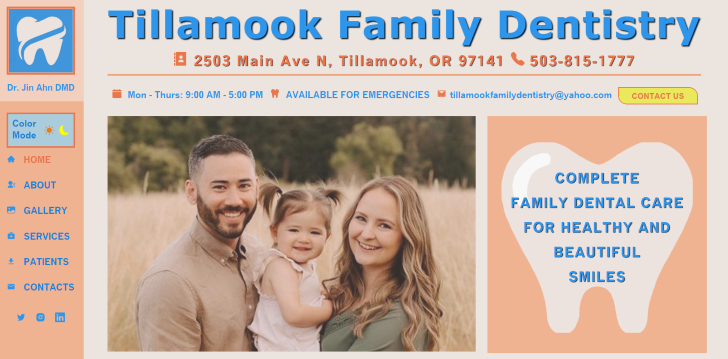 Tillamook Family Dentistry
2503 Main Ave N, Tillamook, OR 97141 503-815-1777
Dr. Jin Ahn DMD
Mon - Thurs: 9:00 AM - 5:00 PM AVAILABLE FOR EMERGENCIES tillamookfamilydentistry@yahoo.com CONTACT US
Color
Mode
HOME
ABOUT
GALLERY
SERVICES
PATIENTS
CONTACTS
COMPLETE
FAMILY DENTAL CARE
FOR HEALTHY AND
BEAUTIFUL
SMILES